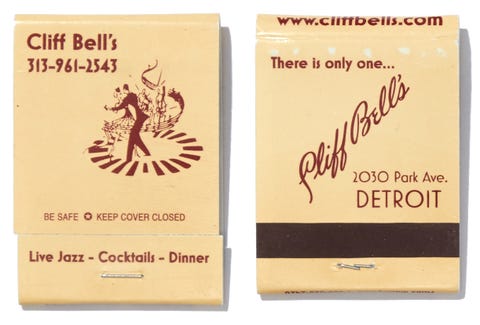 Cliff Bell's
313-961-2543
BE SAFE ✪ KEEP COVER CLOSED
Live Jazz - Cocktails - Dinner
www.cliffbells.com
There is only one...
Cliff Bell's
2030 Park Ave.
DETROIT